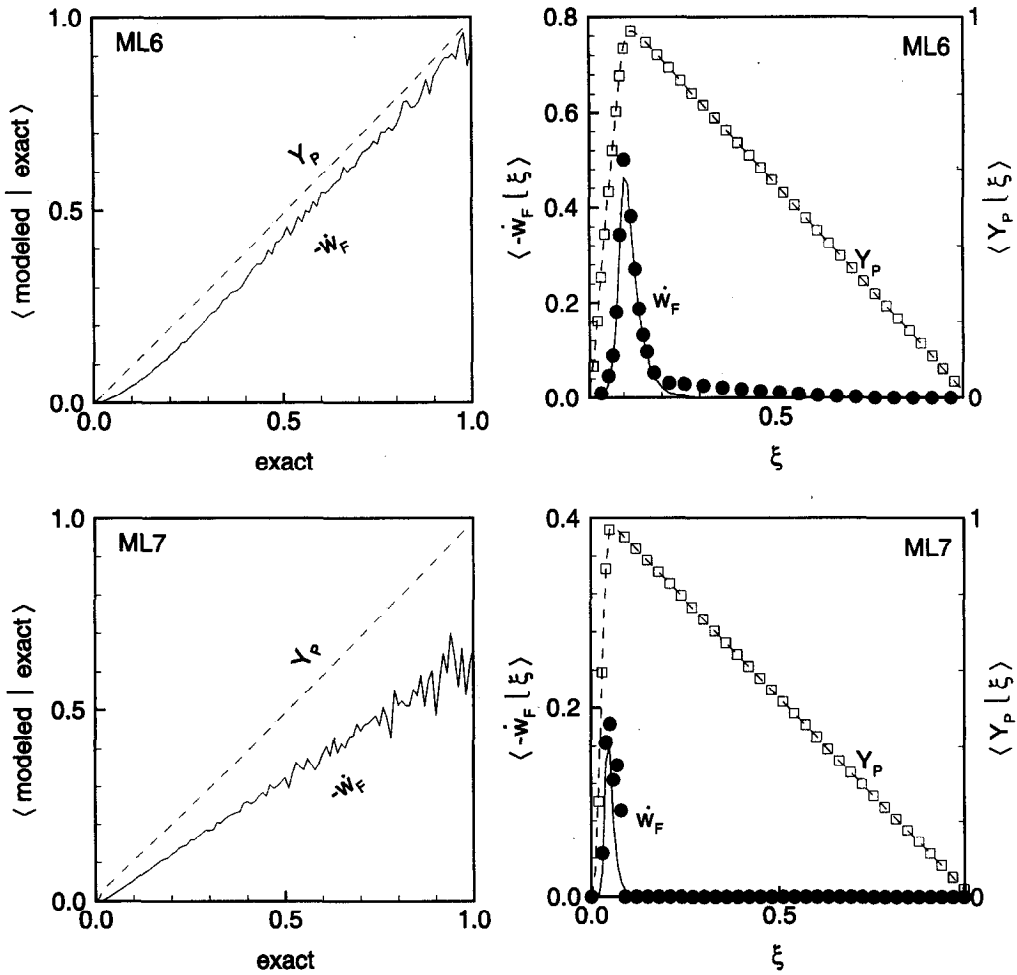 1.0
ML6
Y_P
0.5
-ẇ_F
⟨ modeled | exact ⟩
0.0
0.0 0.5 1.0
exact
0.8
1
ML6
0.6
⟨ -ẇ_F | ξ ⟩
0.4
⟨ Y_P | ξ ⟩
Y_P
ẇ_F
0.2
0.0
0
0.5
ξ
1.0
ML7
Y_P
⟨ modeled | exact ⟩
0.5
-ẇ_F
0.0
0.0 0.5 1.0
exact
0.4
1
ML7
⟨ -ẇ_F | ξ ⟩
0.2
⟨ Y_P | ξ ⟩
Y_P
ẇ_F
0.0
0
0.0 0.5
ξ